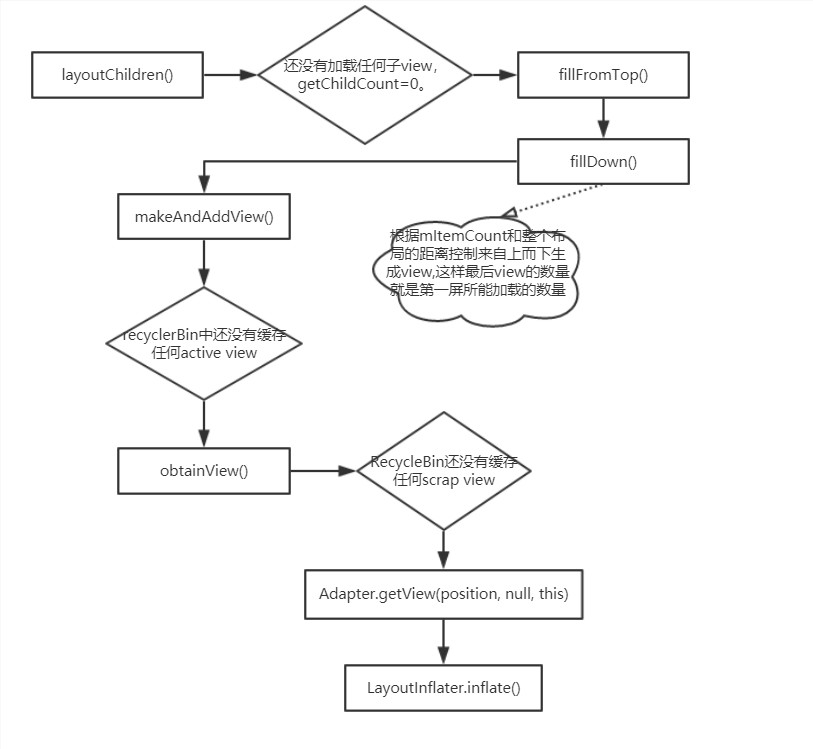 layoutChildren()
还没有加载任何子view，
getChildCount=0。
fillFromTop()
fillDown()
makeAndAddView()
根据mItemCount和整个布
局的距离控制来自上而下生
成view,这样最后view的数量
就是第一屏所能加载的数量
recyclerBin中还没有缓存
任何active view
obtainView()
RecycleBin还没有缓存
任何scrap view
Adapter.getView(position, null, this)
LayoutInflater.inflate()